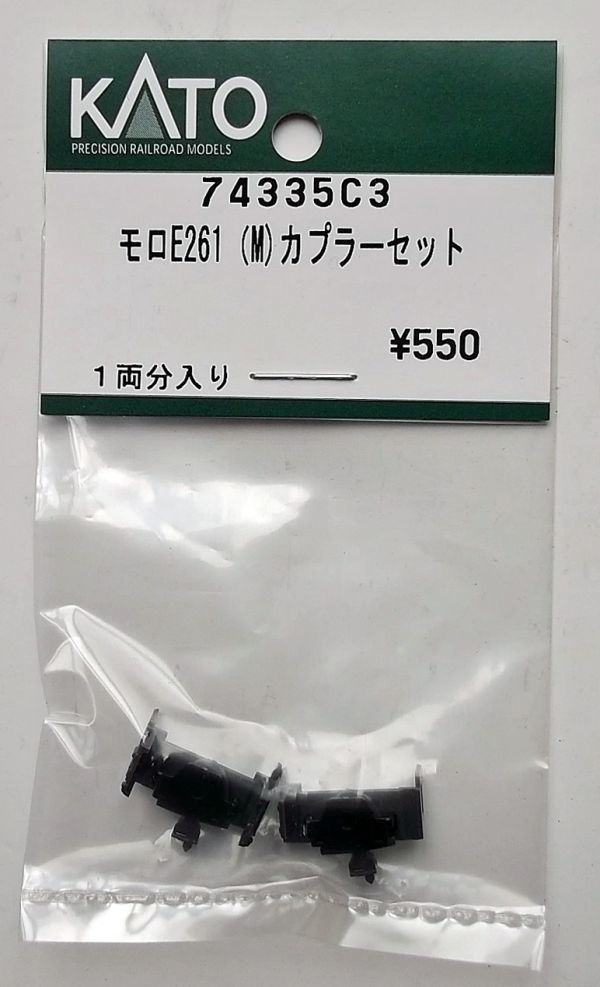 KATO
PRECISION RAILROAD MODELS
74335C3
モロE261 (M)カプラーセット
¥550
1両分入り